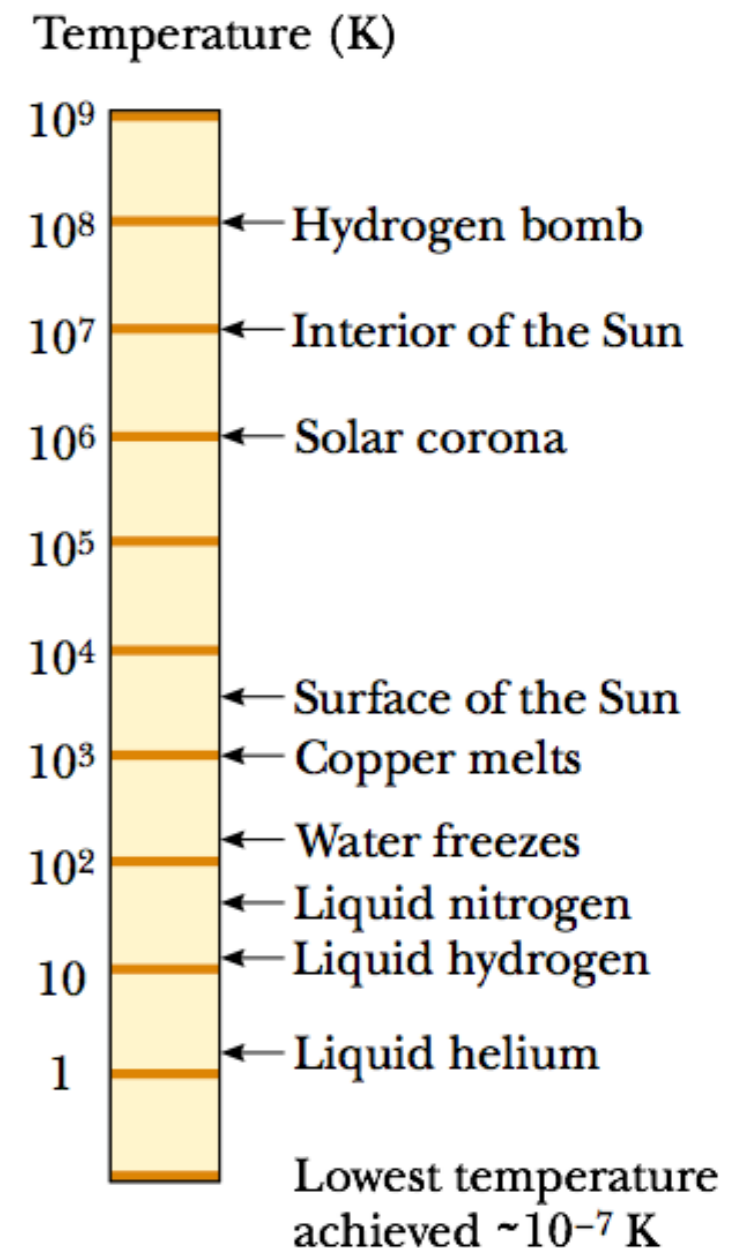 Temperature (K)
10⁹
10⁸ Hydrogen bomb
10⁷ Interior of the Sun
10⁶ Solar corona
10⁵
10⁴
Surface of the Sun
10³ Copper melts
Water freezes
10²
Liquid nitrogen
Liquid hydrogen
10
Liquid helium
1
Lowest temperature
achieved ~10⁻⁷ K